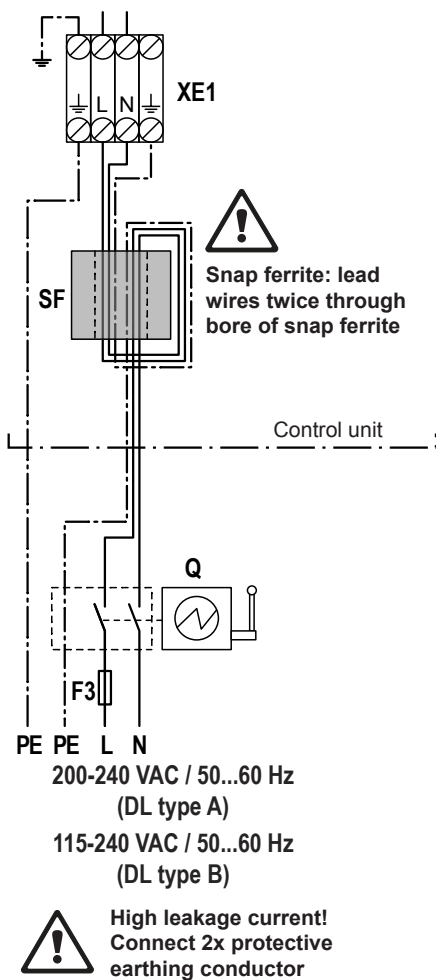 XE1
L N
SF
Snap ferrite: lead
wires twice through
bore of snap ferrite
Control unit
Q
F3
PE PE L N
200-240 VAC / 50...60 Hz
(DL type A)
115-240 VAC / 50...60 Hz
(DL type B)
High leakage current!
Connect 2x protective
earthing conductor